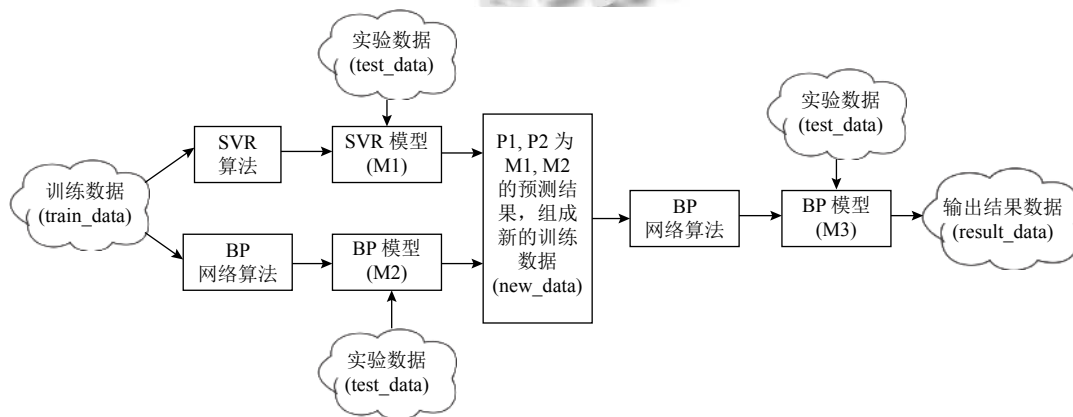 实验数据
(test_data)
训练数据
(train_data)
SVR
算法
SVR 模型
(M1)
BP
网络算法
BP 模型
(M2)
实验数据
(test_data)
P1, P2 为
M1, M2
的预测结
果，组成
新的训练
数据
(new_data)
BP
网络算法
实验数据
(test_data)
BP 模型
(M3)
输出结果数据
(result_data)